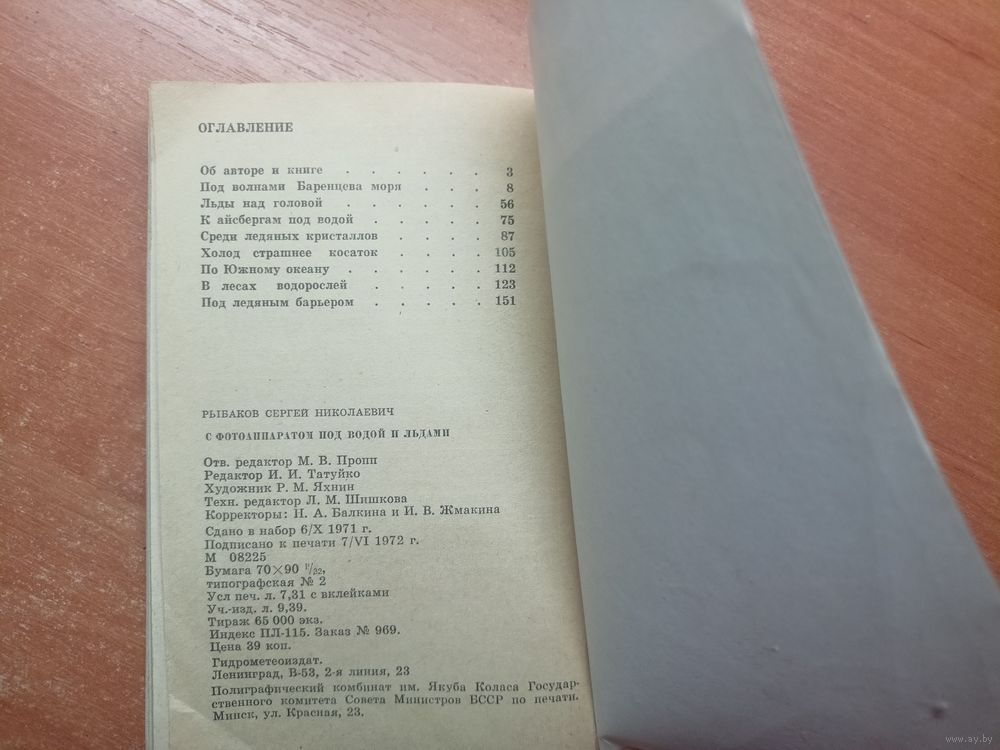 ОГЛАВЛЕНИЕ
Об авторе и книге . . . . . . 3
Под волнами Баренцева моря . . . 8
Льды над головой . . . . . . 56
К айсбергам под водой . . . . . 75
Среди ледяных кристаллов . . . . 87
Холод страшнее косаток . . . . 105
По Южному океану . . . . . . 112
В лесах водорослей . . . . . 123
Под ледяным барьером . . . . . 151
РЫБАКОВ СЕРГЕЙ НИКОЛАЕВИЧ
С ФОТОАППАРАТОМ ПОД ВОДОЙ И ЛЬДАМИ
Отв. редактор М. В. Пропп
Редактор И. И. Татуйко
Художник Р. М. Яхнин
Техн. редактор Л. М. Шишкова
Корректоры: Н. А. Балкина и И. В. Жмакина
Сдано в набор 6/X 1971 г.
Подписано к печати 7/VI 1972 г.
М 08225
Бумага 70×90
типографская № 2
Усл печ. л. 7,31 с вклейками
Уч.-изд. л. 9,39.
Тираж 65 000 экз.
Индекс ПЛ-115. Заказ № 969.
Цена 39 коп.
Гидрометеоиздат.
Ленинград, В-53, 2-я линия, 23
Полиграфический комбинат им. Якуба Коласа Государ-
ственного комитета Совета Министров БССР по печати.
Минск, ул. Красная, 23.
www.ay.by